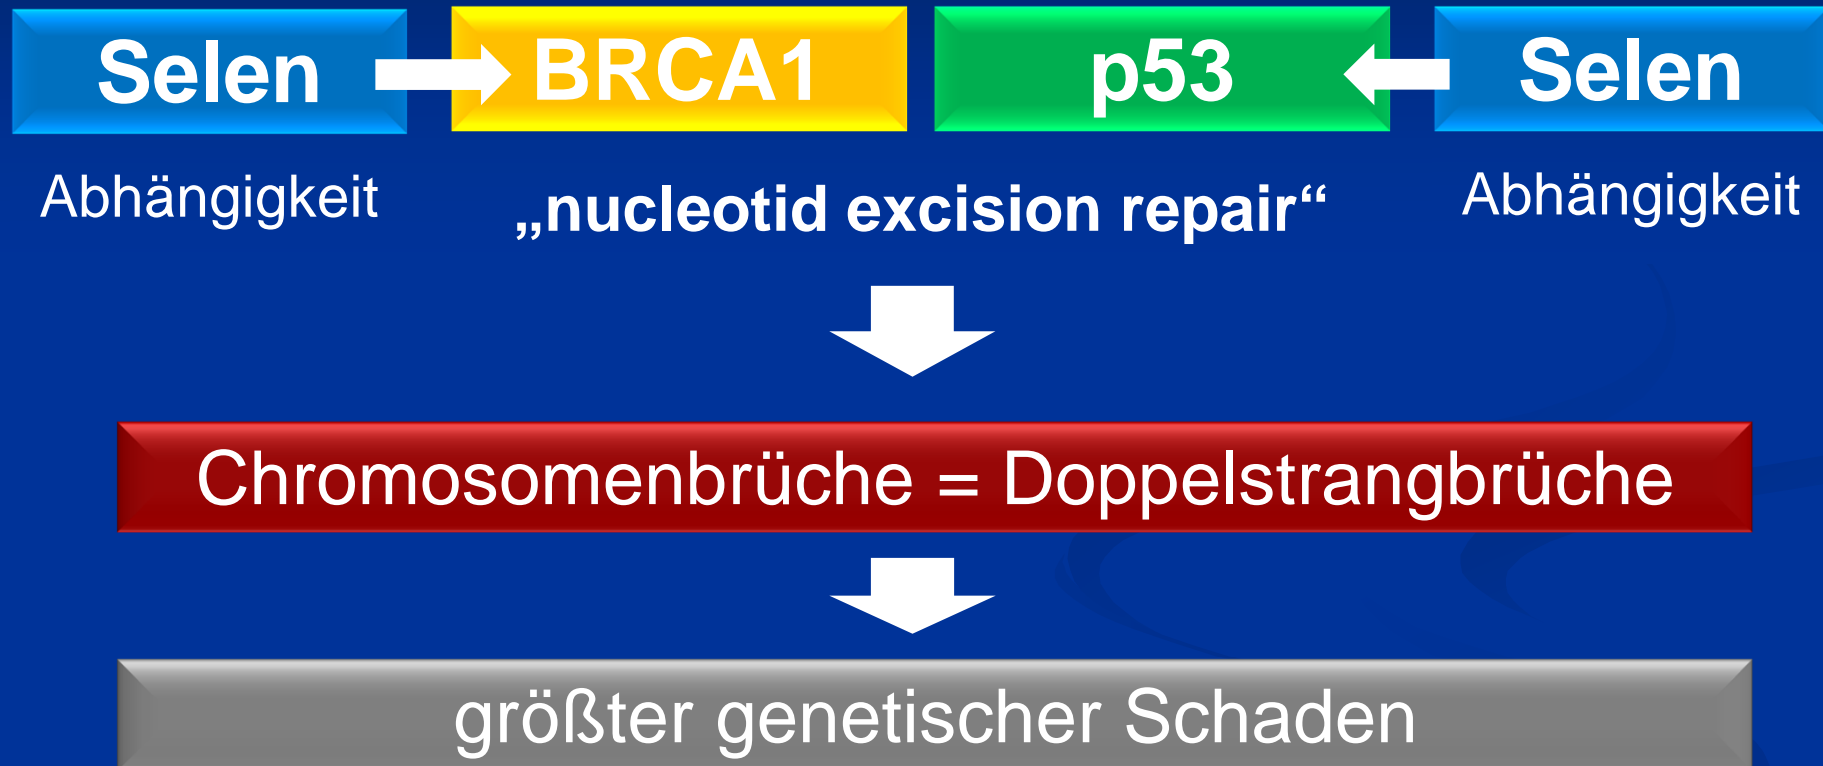 Selen BRCA1 p53 Selen
Abhängigkeit „nucleotid excision repair“ Abhängigkeit
Chromosomenbrüche = Doppelstrangbrüche
größter genetischer Schaden